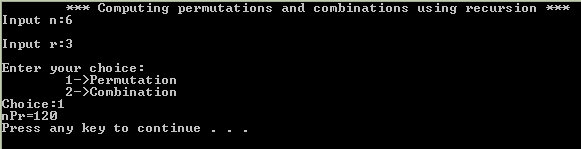 *** Computing permutations and combinations using recursion ***
Input n:6
Input r:3
Enter your choice:
1->Permutation
2->Combination
Choice:1
nPr=120
Press any key to continue . . .